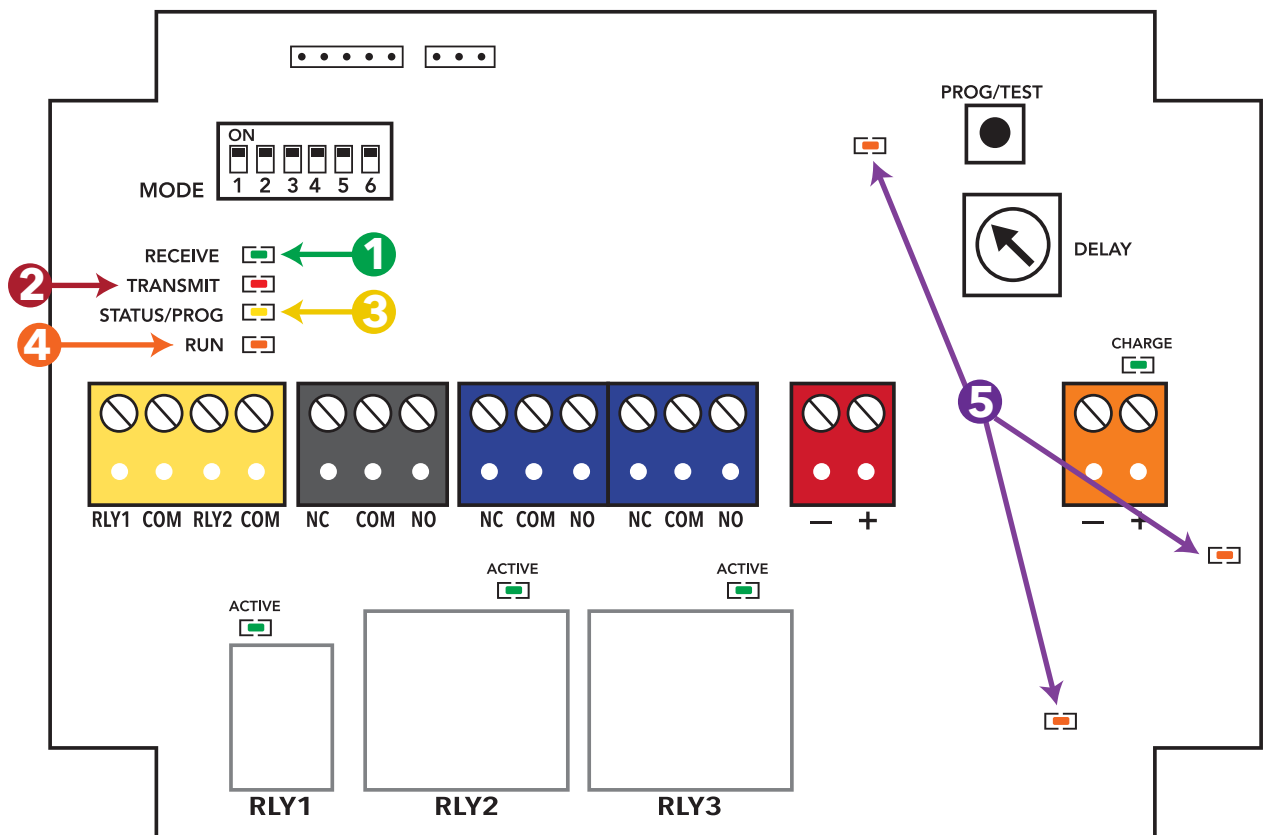 PROG/TEST
ON
1 2 3 4 5 6
MODE
DELAY
RECEIVE
1
2
TRANSMIT
STATUS/PROG
3
4
RUN
CHARGE
5
RLY1 COM RLY2 COM
NC COM NO
NC COM NO
NC COM NO
— +
— +
ACTIVE
ACTIVE
ACTIVE
RLY1
RLY2
RLY3